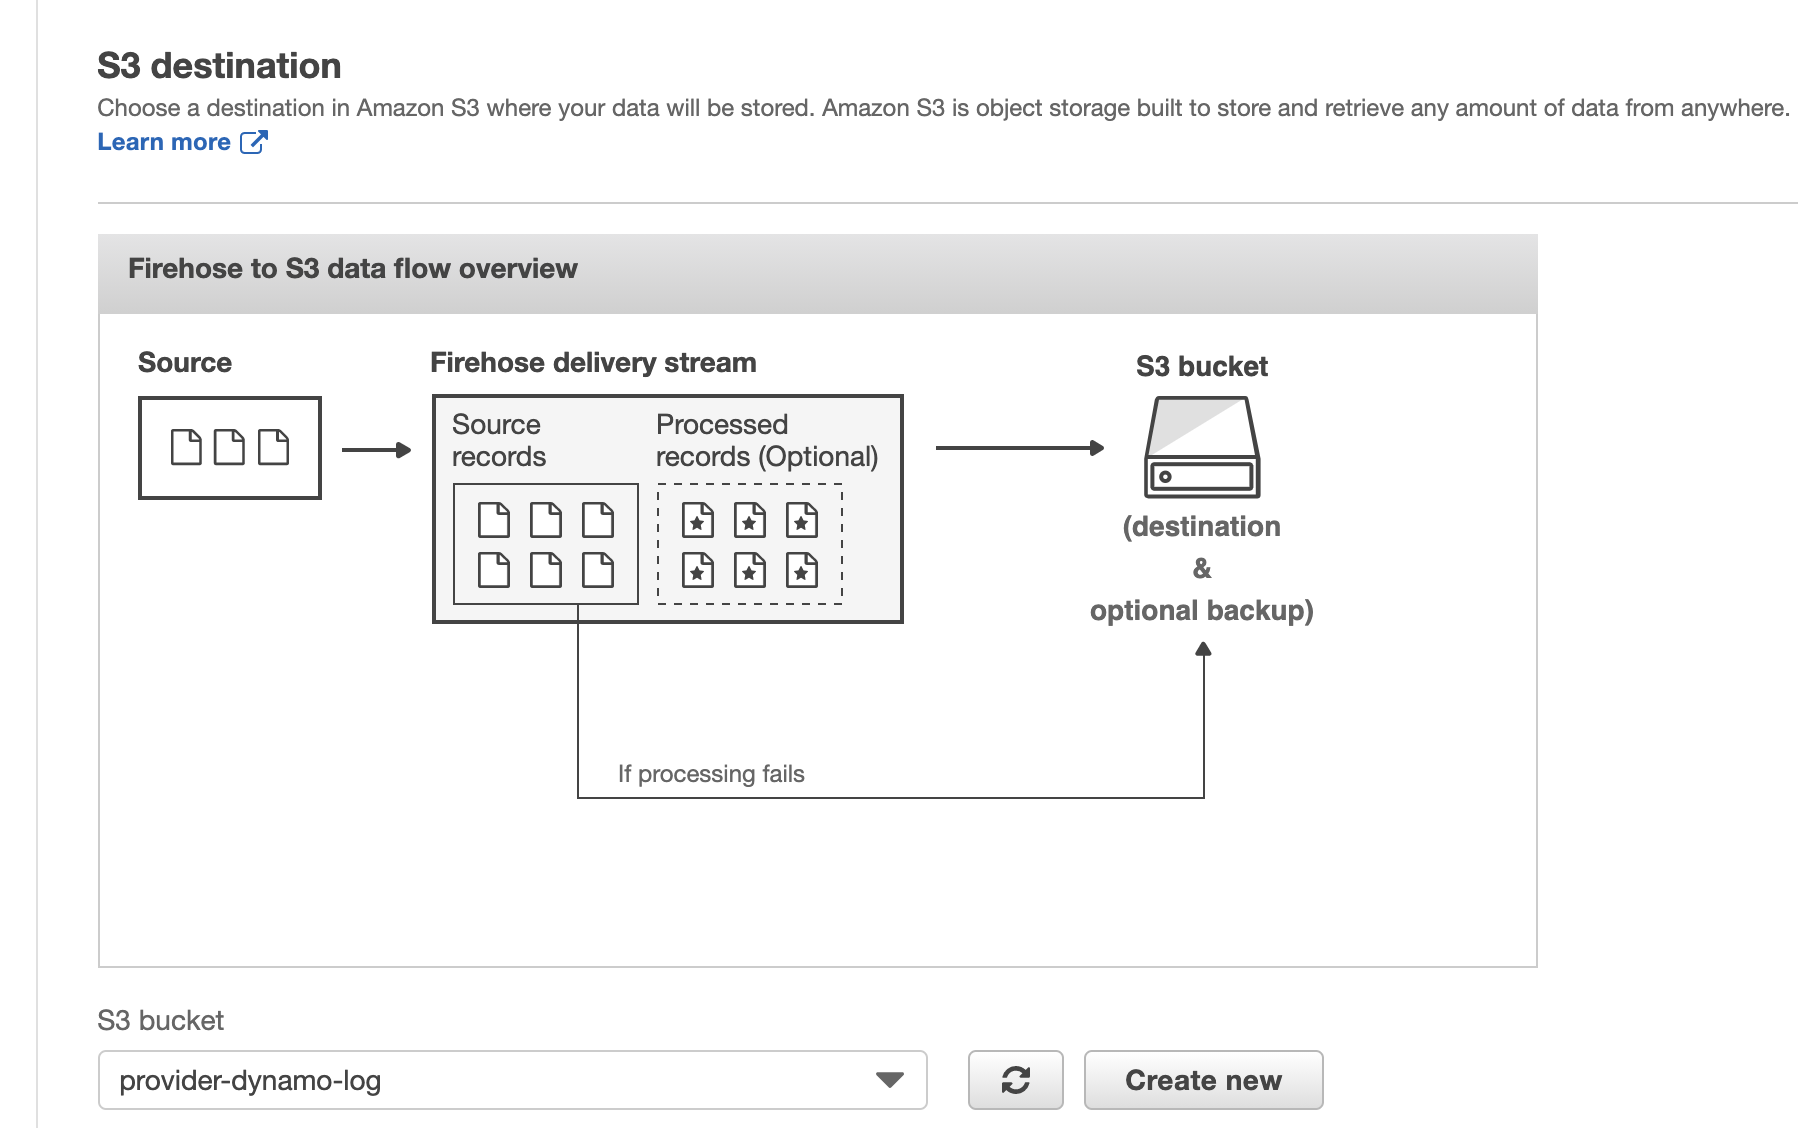 S3 destination
Choose a destination in Amazon S3 where your data will be stored. Amazon S3 is object storage built to store and retrieve any amount of data from anywhere.
Learn more
Firehose to S3 data flow overview
Source
Firehose delivery stream
Source
records
Processed
records (Optional)
S3 bucket
(destination
&
optional backup)
If processing fails
S3 bucket
provider-dynamo-log
Create new